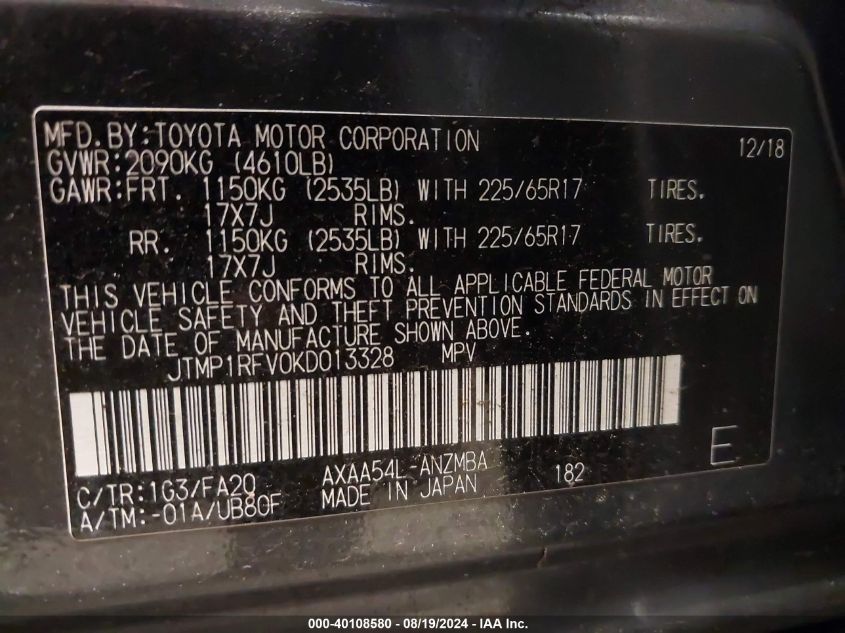 MFD.BY:TOYOTA MOTOR CORPORATION 12/18
GVWR:2090KG (4610LB)
GAWR:FRT. 1150KG (2535LB) WITH 225/65R17 TIRES.
17X7J RIMS.
RR. 1150KG (2535LB) WITH 225/65R17 TIRES.
17X7J RIMS.
THIS VEHICLE CONFORMS TO ALL APPLICABLE FEDERAL MOTOR
VEHICLE SAFETY AND THEFT PREVENTION STANDARDS IN EFFECT ON
THE DATE OF MANUFACTURE SHOWN ABOVE.
JTMP1RFV0KD013328 MPV
C/TR:1G3/FA20 AXAA54L-ANZMBA 182 E
A/TM:-01A/UB80F MADE IN JAPAN
000-40108580 - 08/19/2024 - IAA Inc.